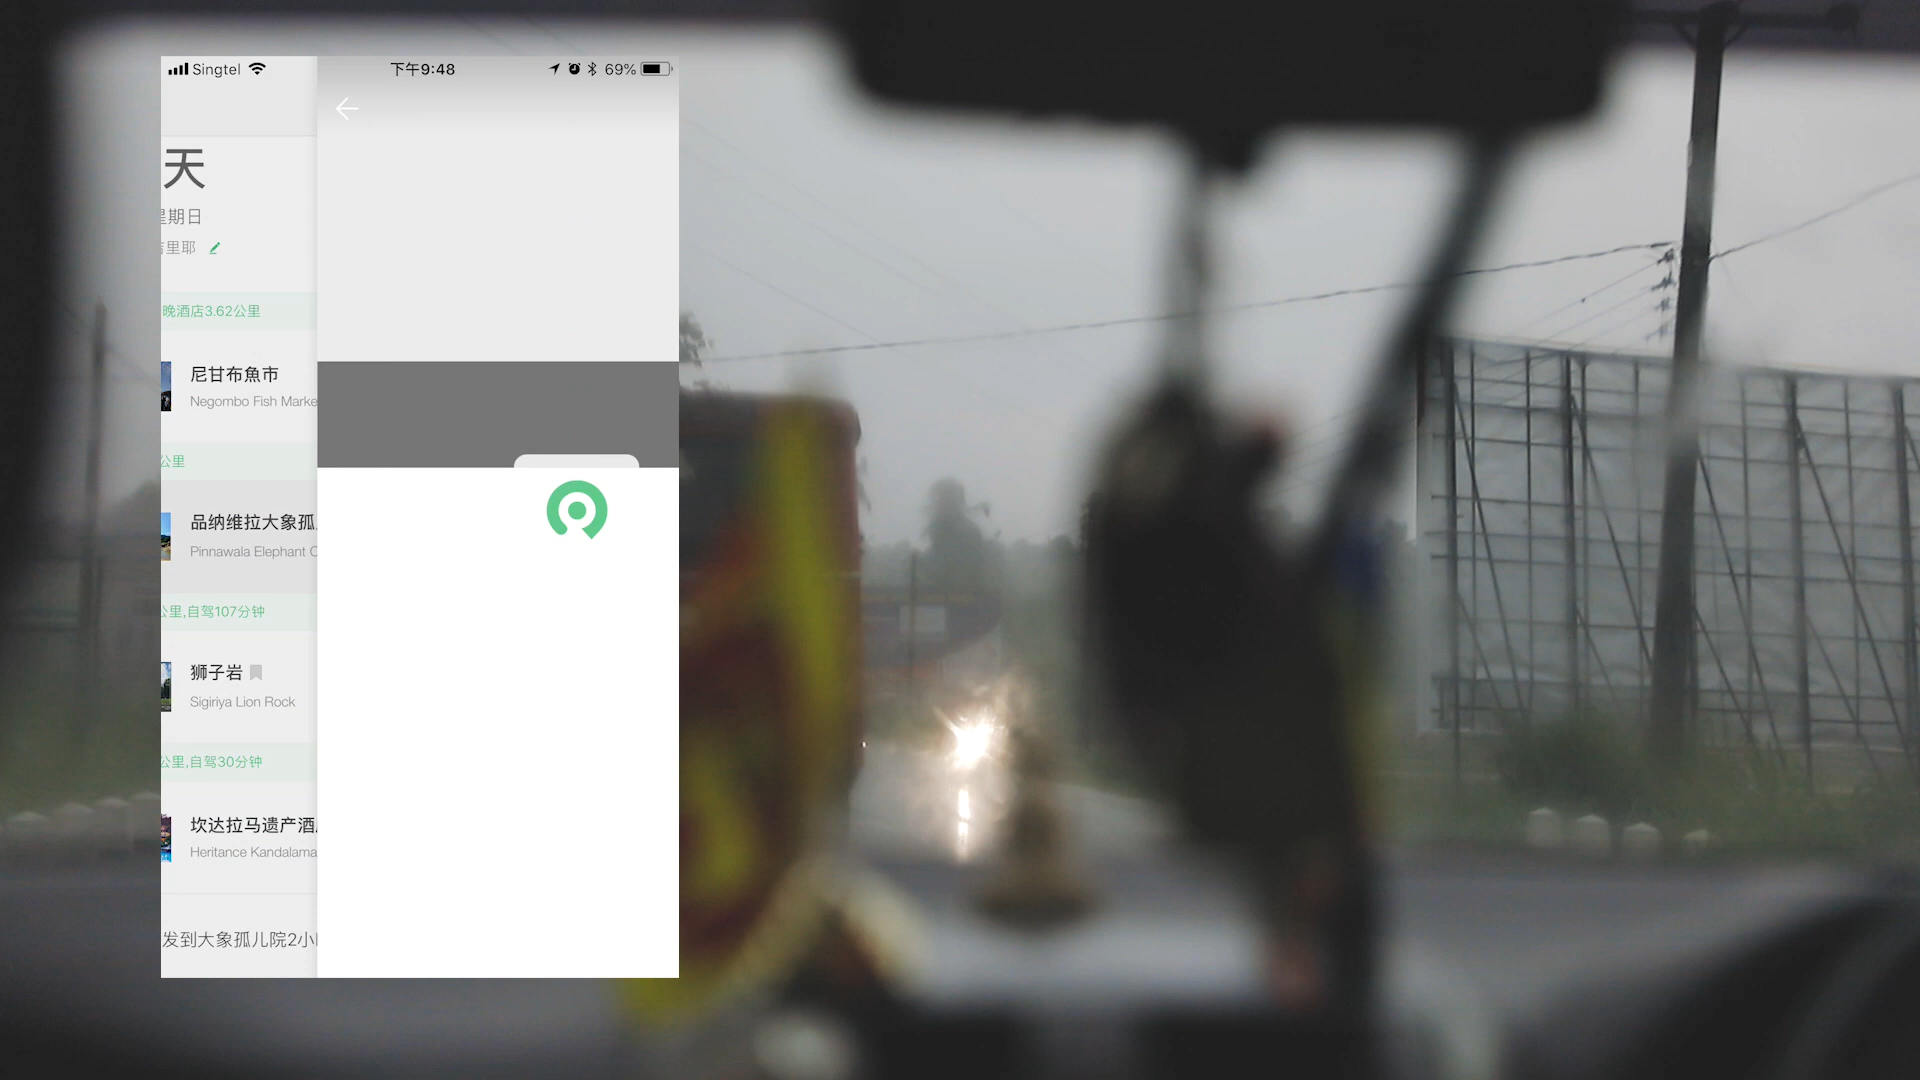 Singtel
下午9:48
69%
天
星期日
吉里耶
晚酒店3.62公里
尼甘布魚市
Negombo Fish Marke
公里
品纳维拉大象孤
Pinnawala Elephant
公里,自驾107分钟
狮子岩
Sigiriya Lion Rock
公里,自驾30分钟
坎达拉马遗产酒
Heritance Kandalama
发到大象孤儿院2小